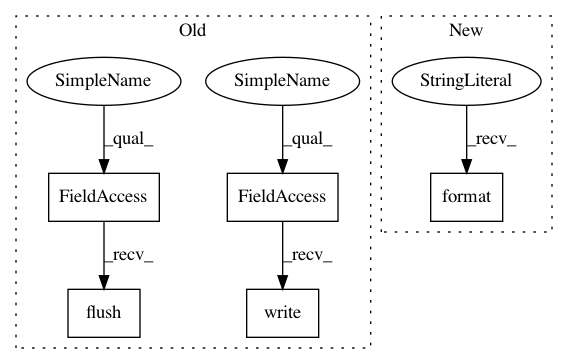 Old
New
SimpleName
SimpleName
StringLiteral
_qual_
_qual_
_recv_
FieldAccess
FieldAccess
format
_recv_
_recv_
flush
write